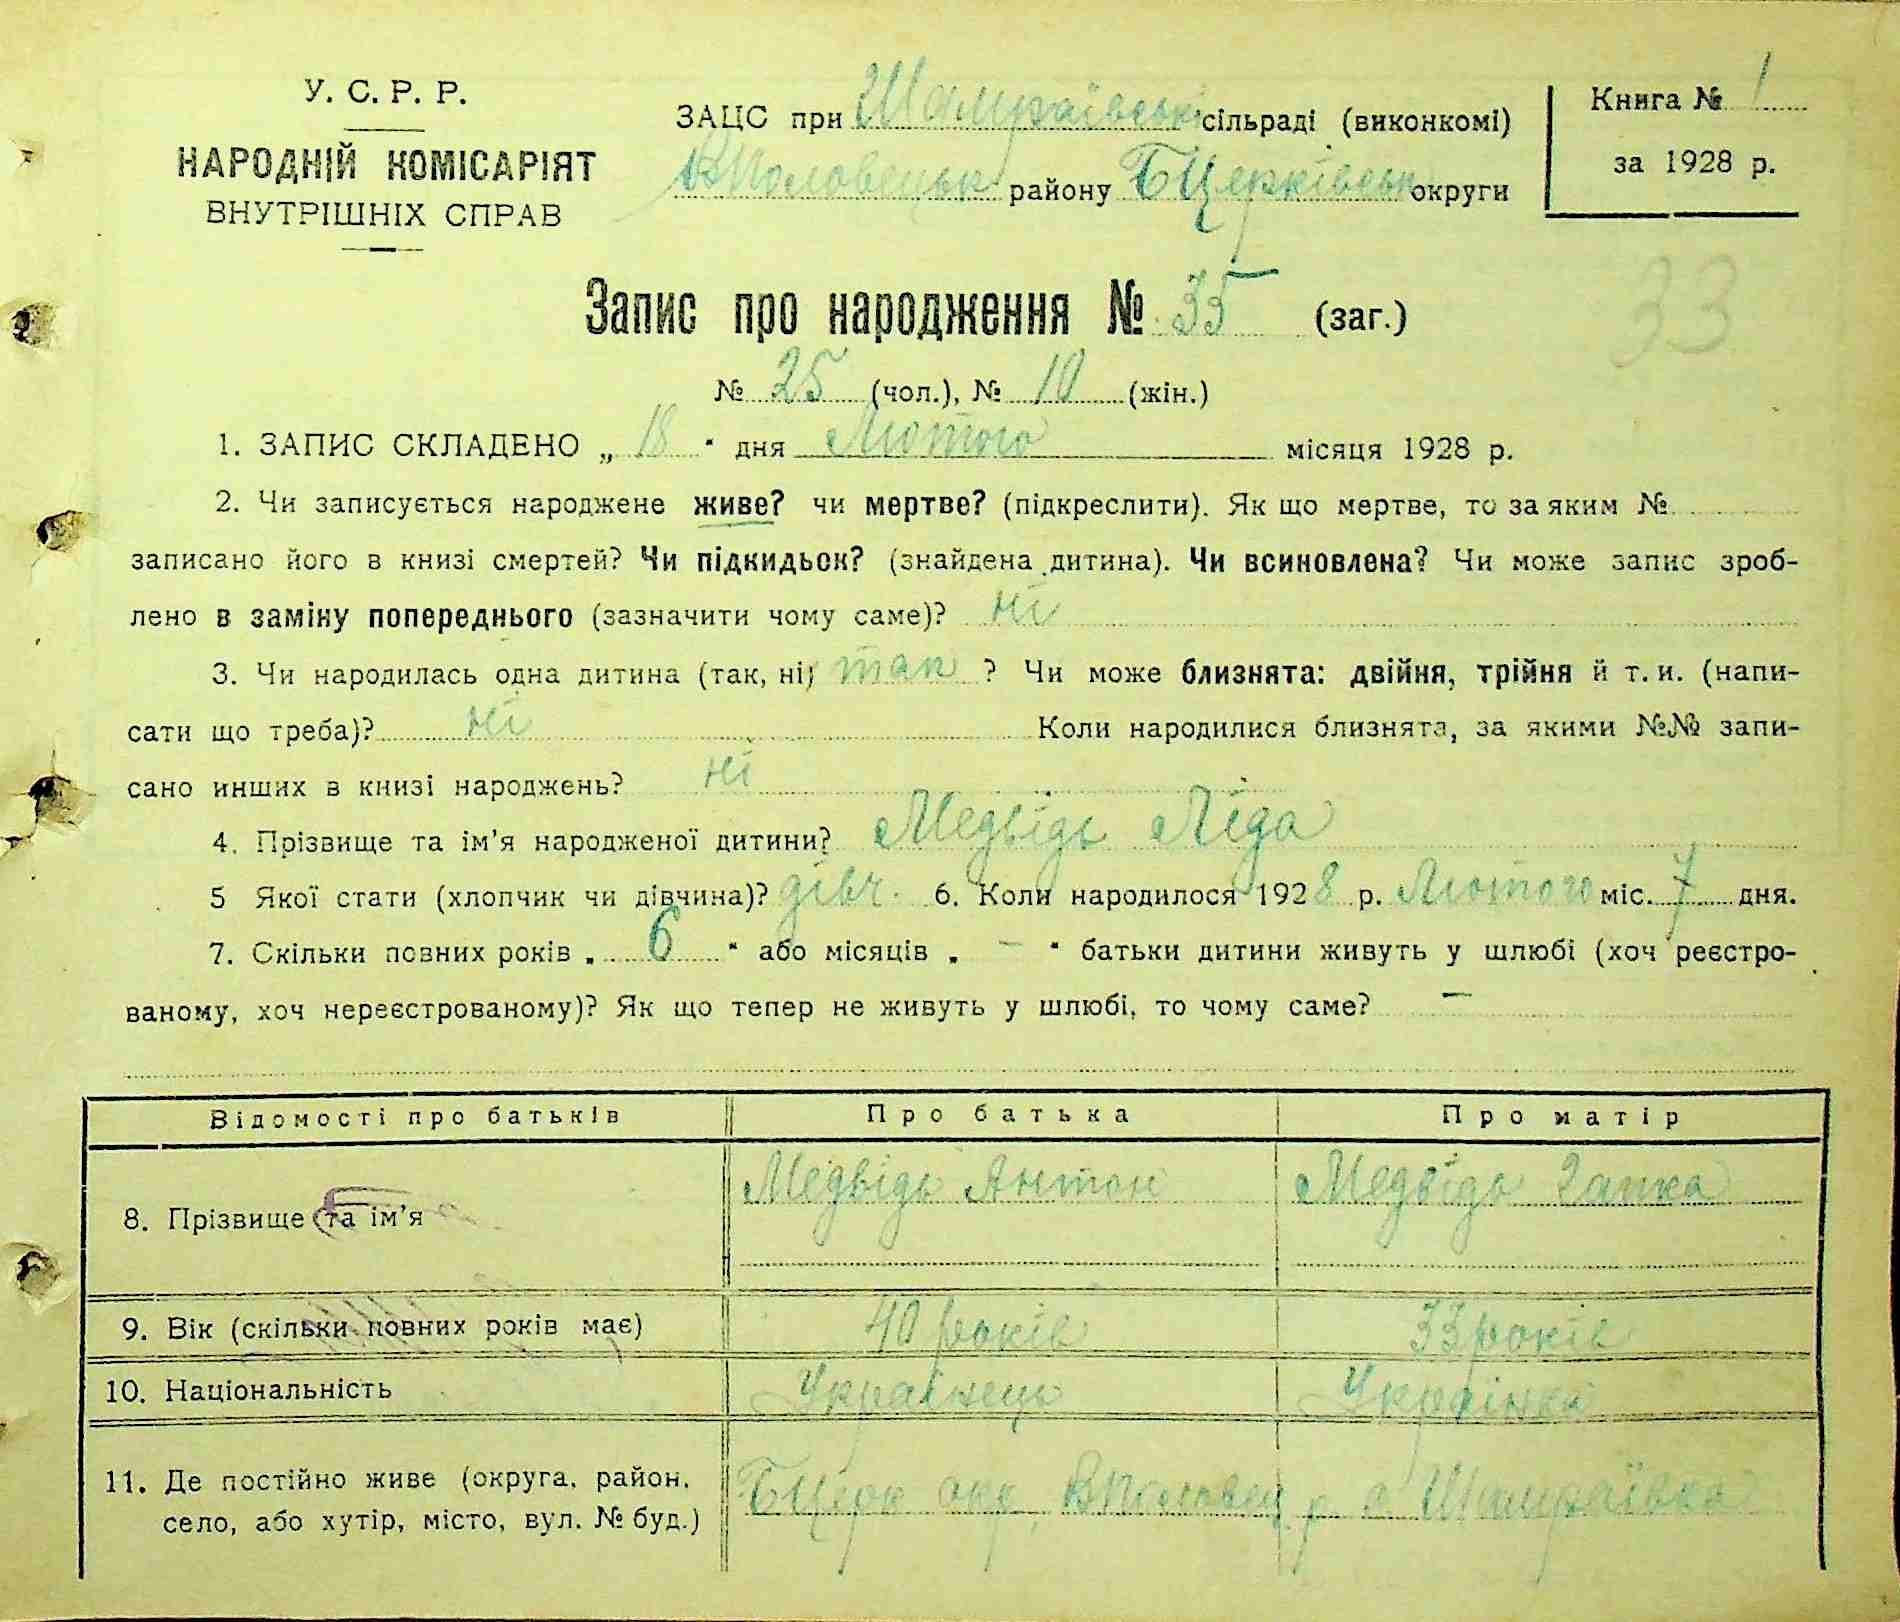 У. С. Р. Р.
НАРОДНІЙ КОМІСАРІЯТ
ВНУТРІШНІХ СПРАВ
ЗАЦС при Шамраївськ сільраді (виконкомі)
ВПоловецьк району БЦерківськ округи
Книга № 1
за 1928 р.
33
Запис про народження № 35 (заг.)
№ 25 (чол.), № 10 (жін.)
1. ЗАПИС СКЛАДЕНО „ 18 " дня Лютого місяця 1928 р.
2. Чи записується народжене живе? чи мертве? (підкреслити). Як що мертве, то за яким №
записано його в книзі смертей? Чи підкидьок? (знайдена дитина). Чи всиновлена? Чи може запис зроб-
лено в заміну попереднього (зазначити чому саме)? ні
3. Чи народилась одна дитина (так, ні) так ? Чи може близнята: двійня, трійня й т. и. (напи-
сати що треба)? ні Коли народилися близнята, за якими №№ запи-
сано инших в книзі народжень? ні
4. Прізвище та ім'я народженої дитини? Медвідь Ліда
5 Якої стати (хлопчик чи дівчина)? дівч. 6. Коли народилося 1928 р. Лютого міс. 7 дня.
7. Скільки повних років „ 6 " або місяців „ — " батьки дитини живуть у шлюбі (хоч реєстро-
ваному, хоч нереєстрованому)? Як що тепер не живуть у шлюбі, то чому саме? —
Відомості про батьків Про батька Про матір
8. Прізвище та ім'я Медвідь Антон Медвідь Гапка
9. Вік (скільки повних років має) 40 років 33 років
10. Національність Українець Українка
11. Де постійно живе (округа, район, БЦерк окр, ВПоловец. р с Шамраївка
село, або хутір, місто, вул. № буд.)